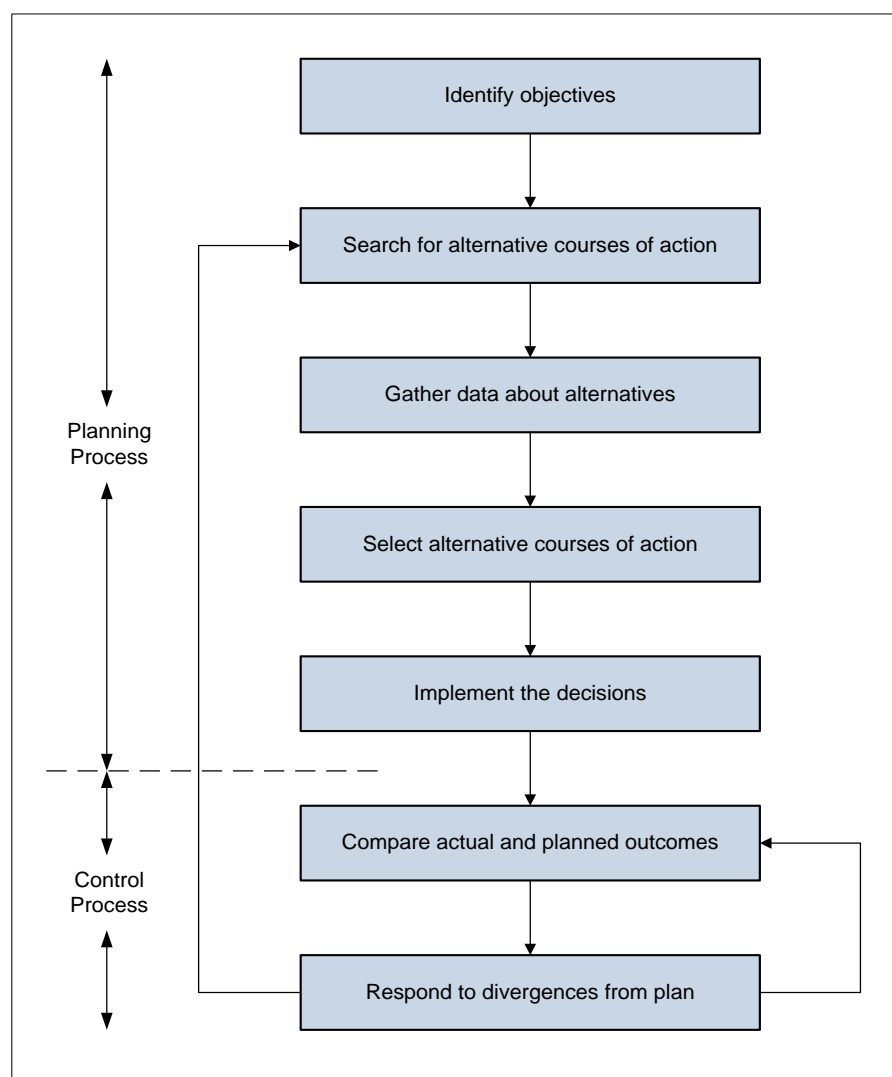 Identify objectives
Search for alternative courses of action
Gather data about alternatives
Planning
Process
Select alternative courses of action
Implement the decisions
Compare actual and planned outcomes
Control
Process
Respond to divergences from plan